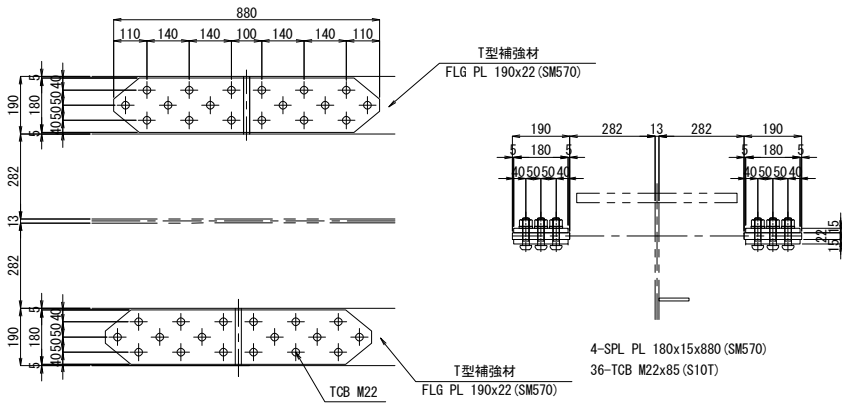 880
110 140 140 100 140 140 110
T型補強材
FLG PL 190x22(SM570)
190
5
180
5
40
50
50
40
282
13
282
190
5
180
5
40
50
50
40
T型補強材
FLG PL 190x22(SM570)
TCB M22
190 282 13 282 190
5 180 5 5 180 5
40 50 50 40 40 50 50 40
15
22
15
4-SPL PL 180x15x880(SM570)
36-TCB M22x85(S10T)